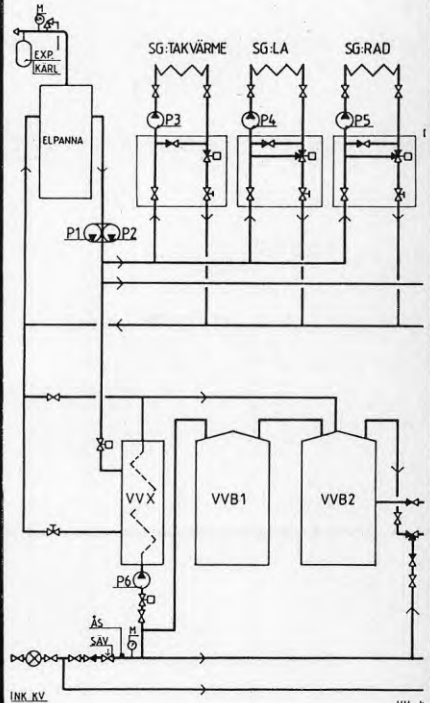 M
EXP.
KÄRL
SG:TAKVÄRME SG:LA SG:RAD
P3 P4 P5
ELPANNA
P1 P2
VVX VVB1 VVB2
P6
ÅS M
SÄV
INK KV